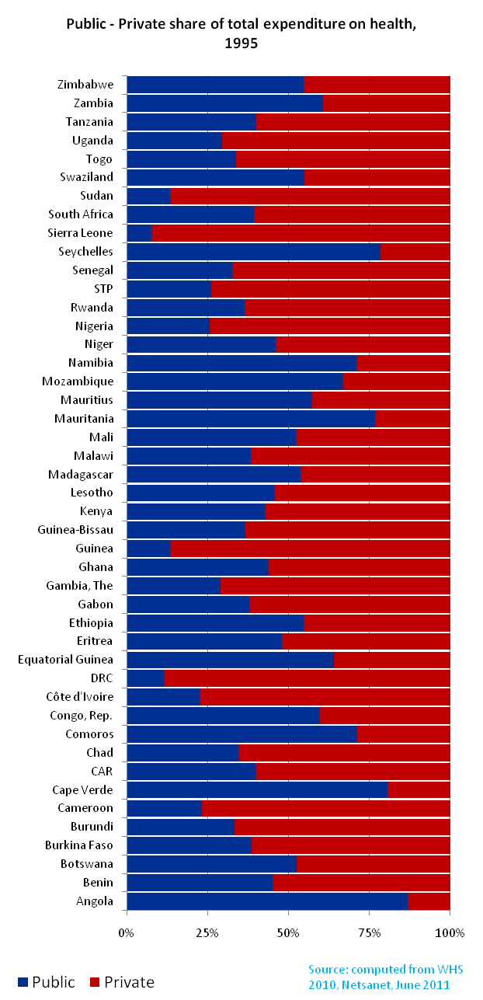 Public - Private share of total expenditure on health,
1995
Zimbabwe
Zambia
Tanzania
Uganda
Togo
Swaziland
Sudan
South Africa
Sierra Leone
Seychelles
Senegal
STP
Rwanda
Nigeria
Niger
Namibia
Mozambique
Mauritius
Mauritania
Mali
Malawi
Madagascar
Lesotho
Kenya
Guinea-Bissau
Guinea
Ghana
Gambia, The
Gabon
Ethiopia
Eritrea
Equatorial Guinea
DRC
Côte d'Ivoire
Congo, Rep.
Comoros
Chad
CAR
Cape Verde
Cameroon
Burundi
Burkina Faso
Botswana
Benin
Angola
0% 25% 50% 75% 100%
Public Private
Source: computed from WHS
2010, Netsanet, June 2011